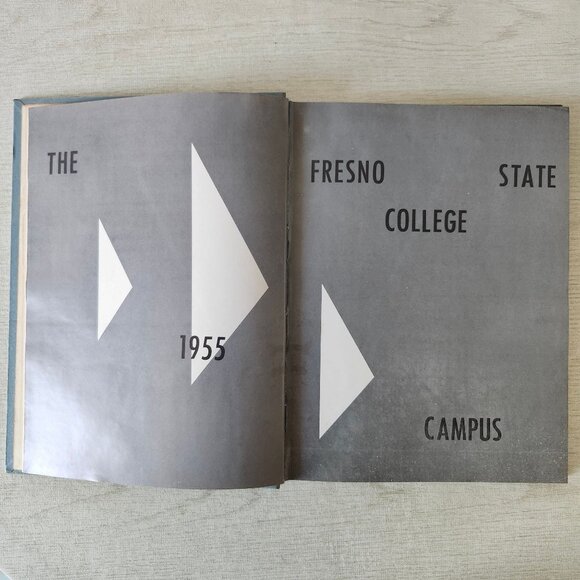 THE
1955
FRESNO STATE
COLLEGE
CAMPUS